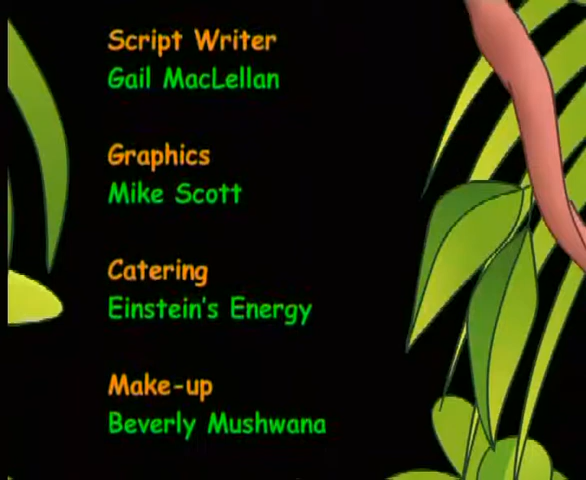 Script Writer
Gail MacLellan
Graphics
Mike Scott
Catering
Einstein's Energy
Make-up
Beverly Mushwana